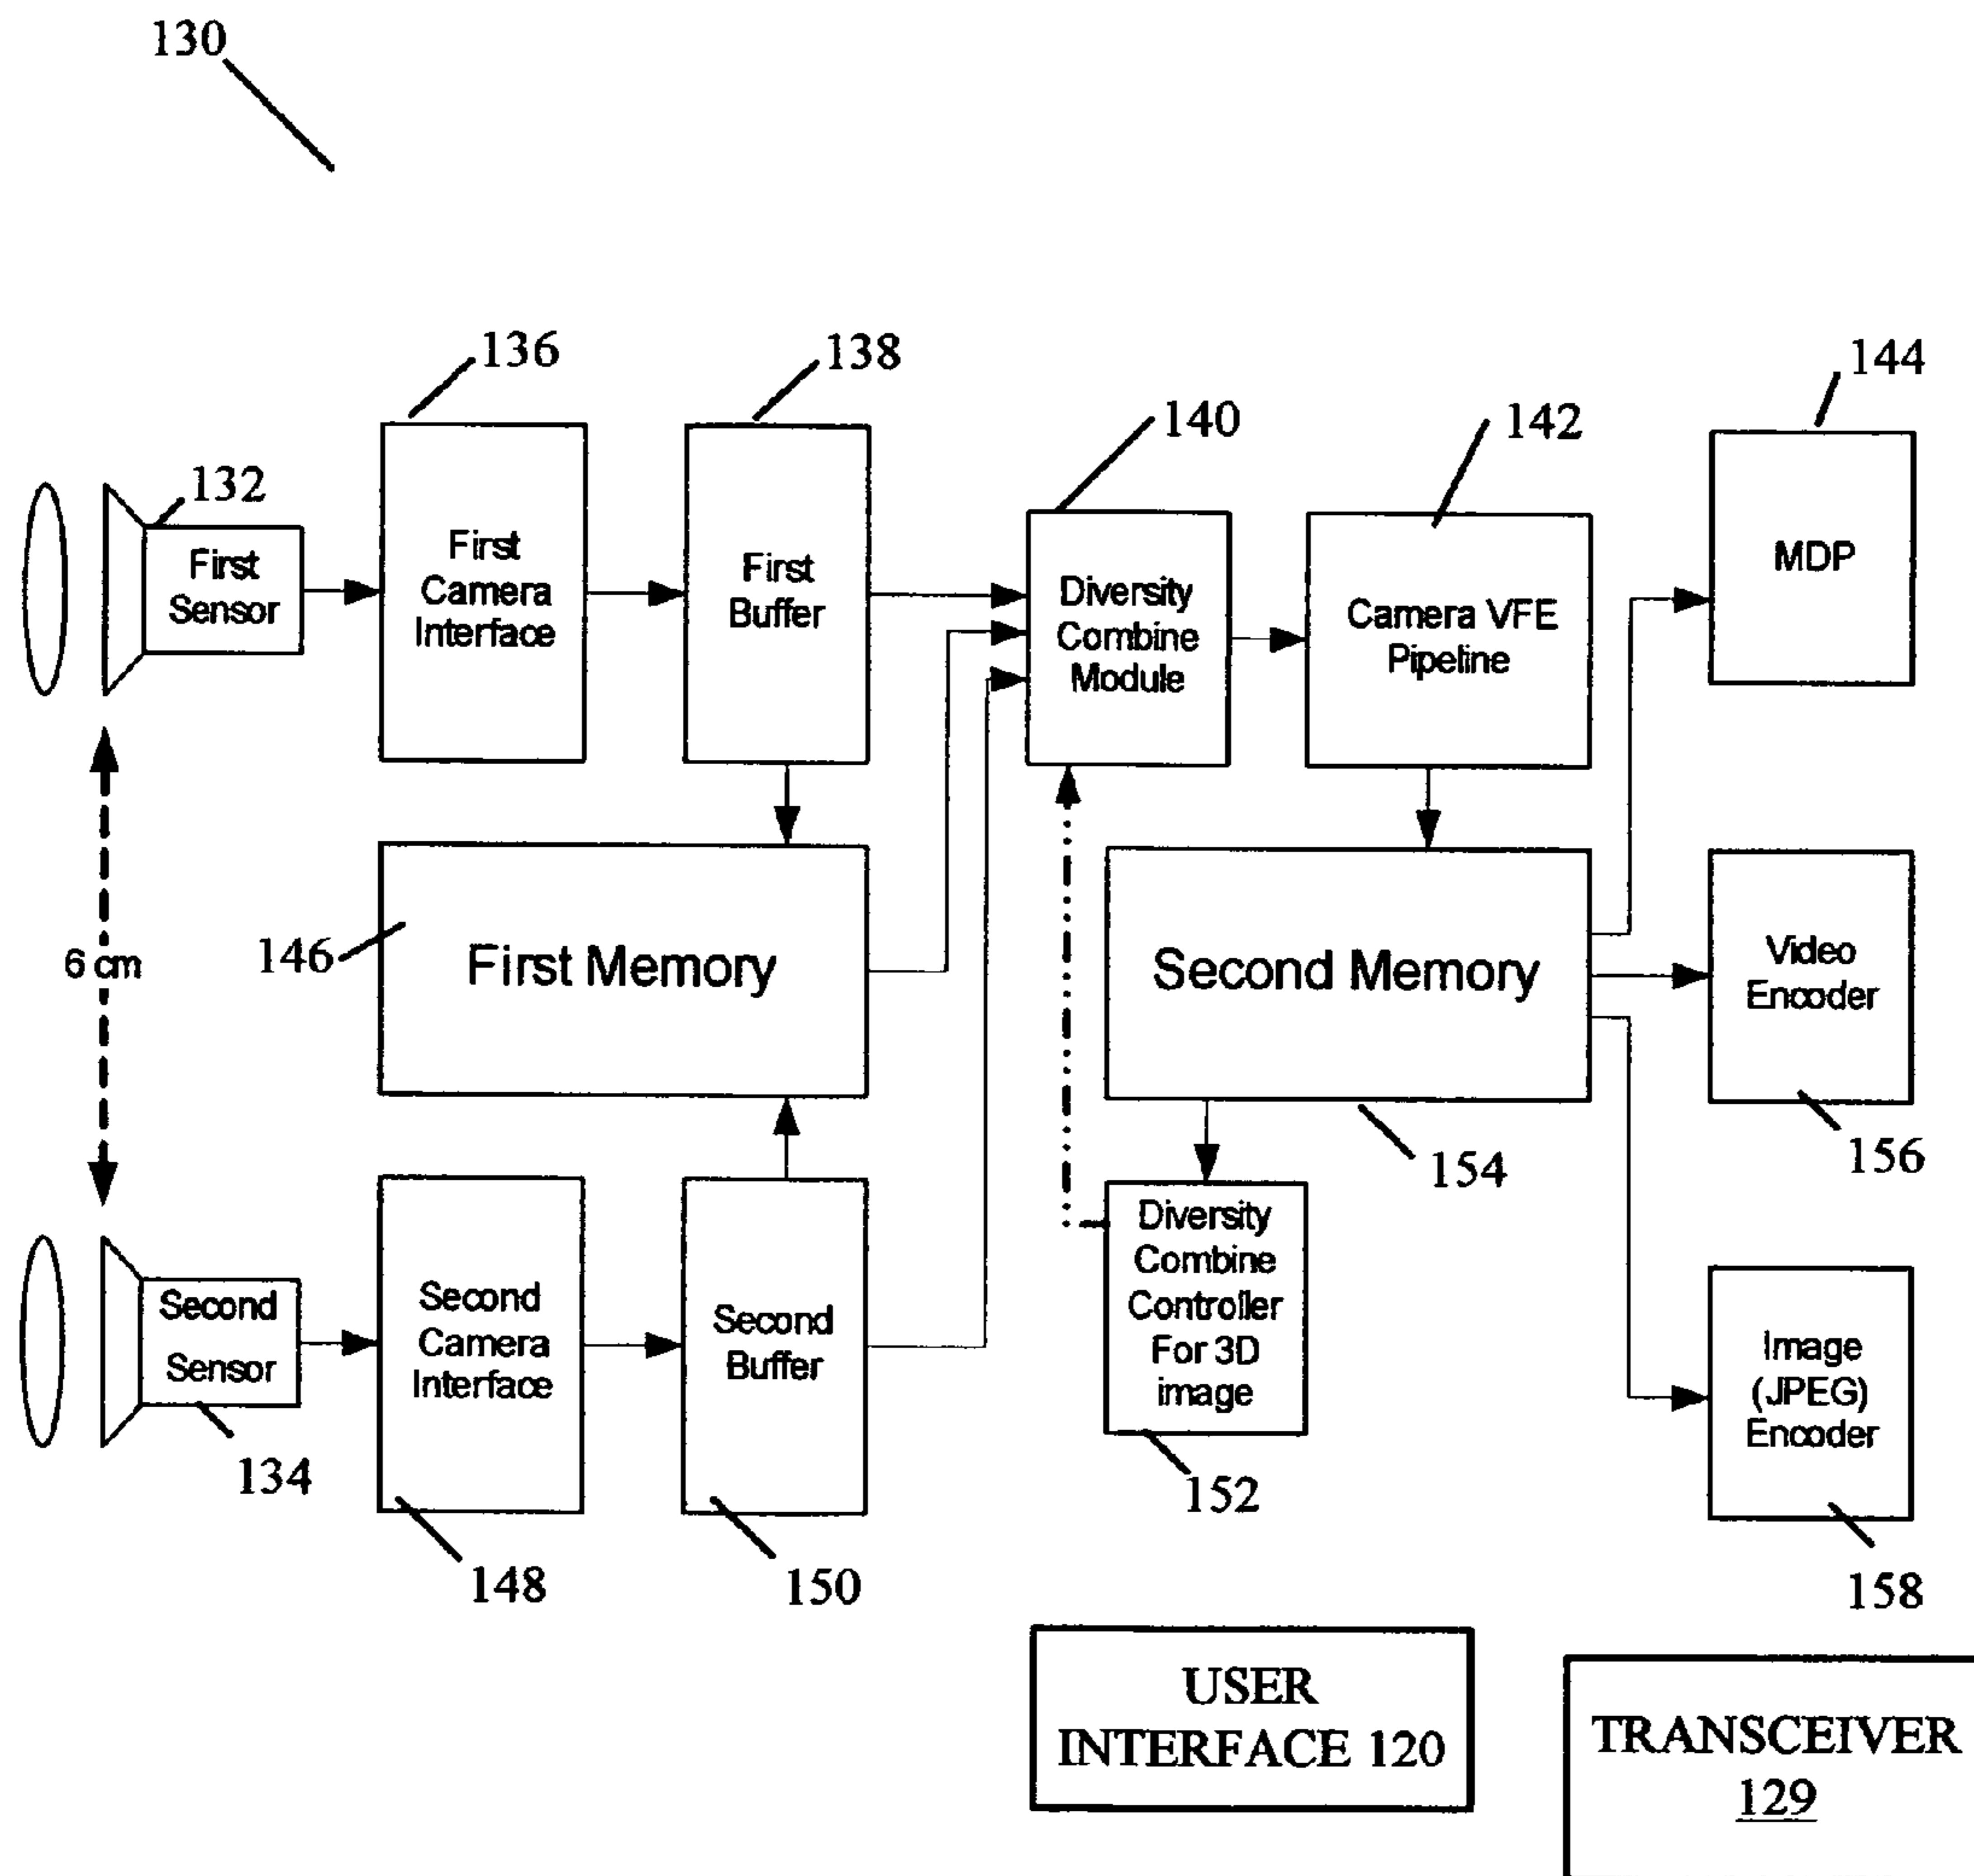 130
136
138
140
142
144
132
First
Sensor
First
Camera
Interface
First
Buffer
Diversity
Combine
Module
Camera VFE
Pipeline
MDP
6 cm
146
First Memory
Second Memory
154
Video
Encoder
156
Second
Sensor
134
Second
Camera
Interface
148
Second
Buffer
150
Diversity
Combine
Controller
For 3D
image
152
Image
(JPEG)
Encoder
158
USER
INTERFACE 120
TRANSCEIVER
129